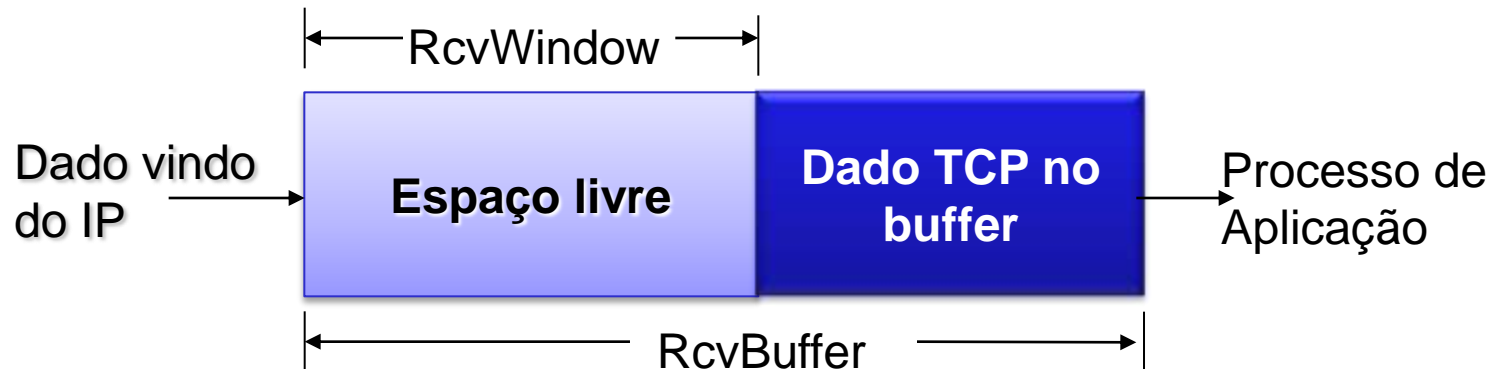 RcvWindow
Dado vindo
do IP
Espaço livre
Dado TCP no
buffer
Processo de
Aplicação
RcvBuffer